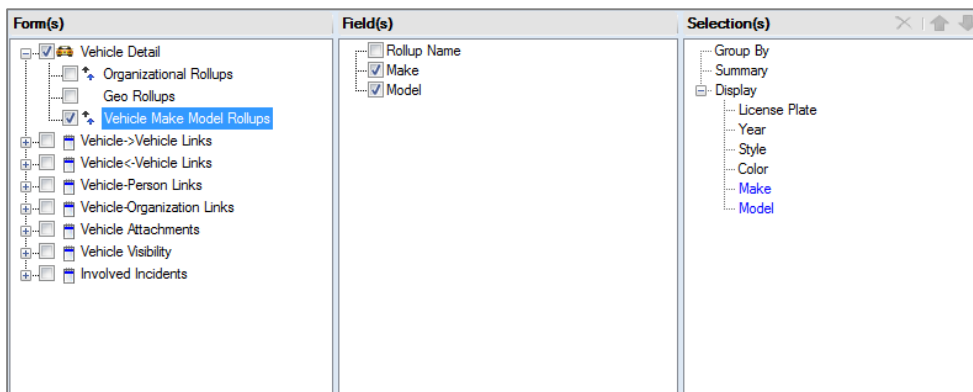 Form(s)
Vehicle Detail
Organizational Rollups
Geo Rollups
Vehicle Make Model Rollups
Vehicle->Vehicle Links
Vehicle<-Vehicle Links
Vehicle-Person Links
Vehicle-Organization Links
Vehicle Attachments
Vehicle Visibility
Involved Incidents
Field(s)
Rollup Name
Make
Model
Selection(s)
Group By
Summary
Display
License Plate
Year
Style
Color
Make
Model